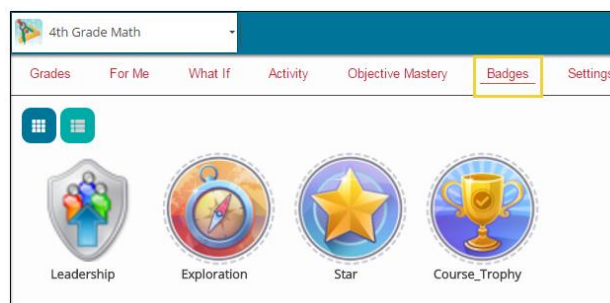 4th Grade Math
Grades For Me What If Activity Objective Mastery Badges Settings
Leadership Exploration Star Course_Trophy